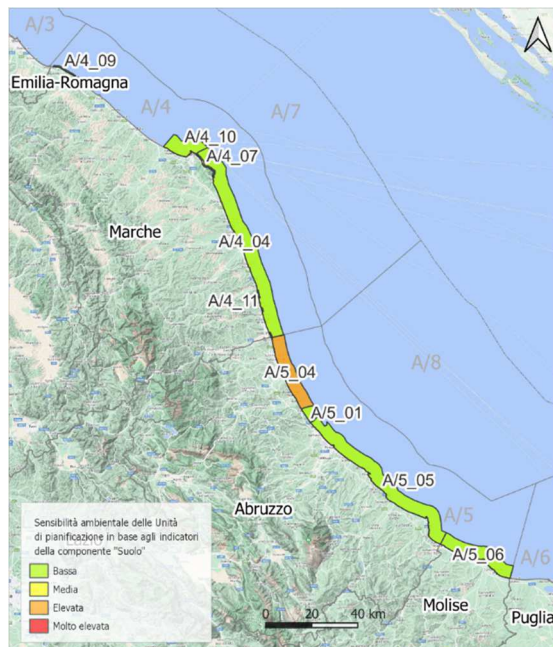 A/3
A/4_09
Emilia-Romagna
A/4
A/7
A/4_10
A/4_07
Marche
A/4_04
A/4_11
A/5_04
A/8
A/5_01
A/5_05
Abruzzo
A/5
A/5_06
A/6
Molise
Puglia
Sensibilità ambientale delle Unità
di pianificazione in base agli indicatori
della componente "Suolo"
Bassa
Media
Elevata
Molto elevata
0 20 40 km